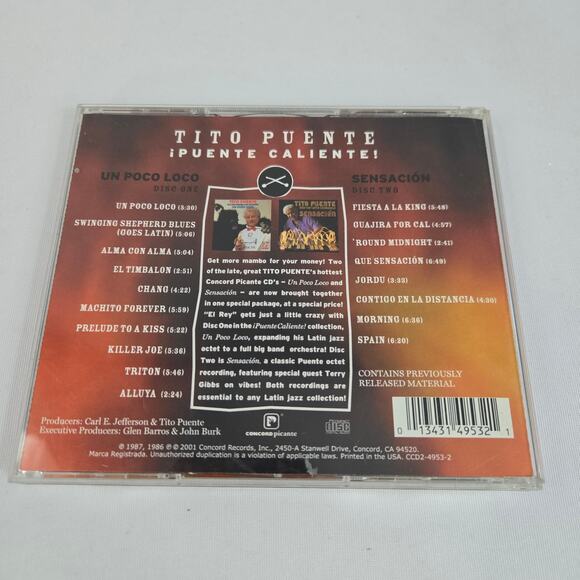 TITO PUENTE
¡PUENTE CALIENTE!
UN POCO LOCO
DISC ONE
UN POCO LOCO (5:30)
SWINGING SHEPHERD BLUES
(GOES LATIN) (5:06)
ALMA CON ALMA (5:04)
EL TIMBALON (2:51)
CHANG (4:22)
MACHITO FOREVER (5:59)
PRELUDE TO A KISS (5:22)
KILLER JOE (5:36)
TRITON (5:46)
ALLUYA (2:24)
TITO PUENTE
TITO PUENTE
SENSACIÓN
Get more mambo for your money! Two
of the late, great TITO PUENTE's hottest
Concord Picante CD's – Un Poco Loco and
Sensación – are now brought together
in one special package, at a special price!
"El Rey" gets just a little crazy with
Disc One in the ¡Puente Caliente! collection,
Un Poco Loco, expanding his Latin jazz
octet to a full big band orchestra! Disc
Two is Sensación, a classic Puente octet
recording, featuring special guest Terry
Gibbs on vibes! Both recordings are
essential to any Latin jazz collection!
SENSACIÓN
DISC TWO
FIESTA A LA KING (5:48)
GUAJIRA FOR CAL (4:57)
'ROUND MIDNIGHT (2:41)
QUE SENSACIÓN (6:49)
JORDU (3:33)
CONTIGO EN LA DISTANCIA (4:30)
MORNING (6:36)
SPAIN (6:20)
CONTAINS PREVIOUSLY
RELEASED MATERIAL
0 13431 49532 1
Producers: Carl E. Jefferson & Tito Puente
Executive Producers: Glen Barros & John Burk
CONCORD picante
COMPACT disc
℗ 1987, 1986 ℗ © 2001 Concord Records, Inc., 2450-A Stanwell Drive, Concord, CA 94520.
Marca Registrada. Unauthorized duplication is a violation of applicable laws. Printed in the USA. CCD2-4953-2